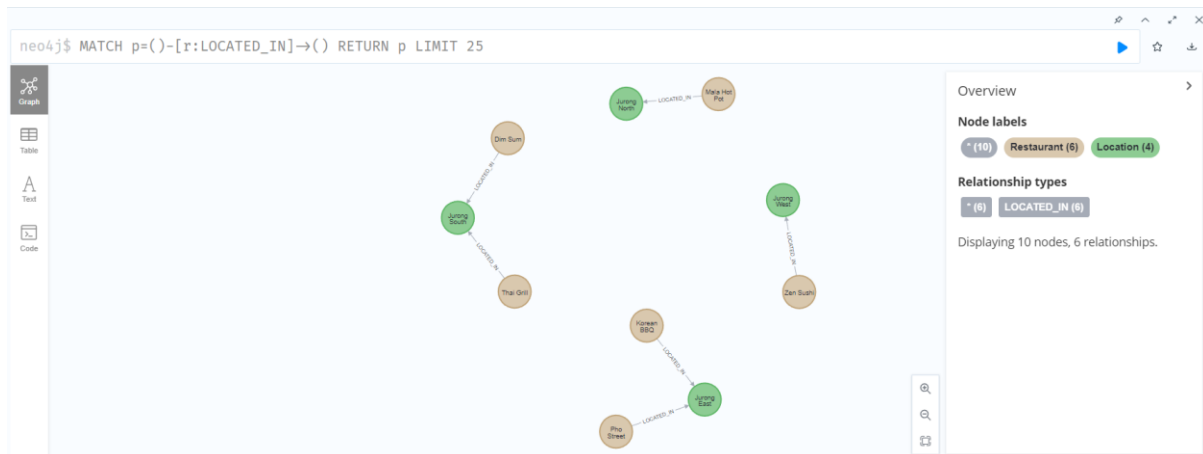 neo4j$ MATCH p=()-[r:LOCATED_IN]→() RETURN p LIMIT 25
Graph
Table
A
Text
Code
Jurong
North
LOCATED_IN
Mala Hot
Pot
Dim Sum
LOCATED_IN
Jurong
South
LOCATED_IN
Thai Grill
Jurong
West
LOCATED_IN
Zen Sushi
Korean
BBQ
LOCATED_IN
Jurong
East
LOCATED_IN
Pho
Street
Overview
Node labels
* (10) Restaurant (6) Location (4)
Relationship types
* (6) LOCATED_IN (6)
Displaying 10 nodes, 6 relationships.